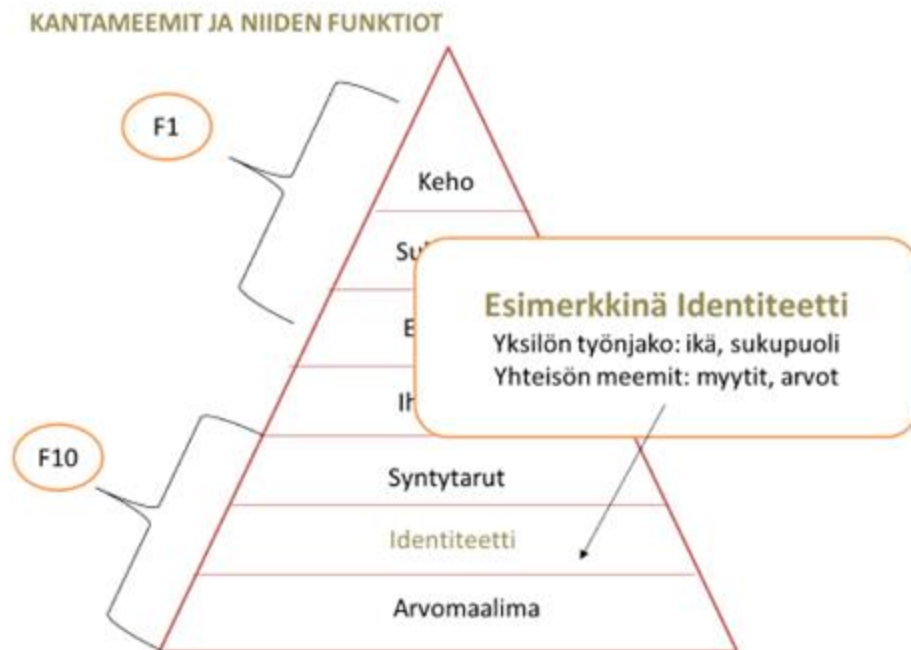 KANTAMEEMIT JA NIIDEN FUNKTIOT
F1
Keho
Esimerkkinä Identiteetti
Yksilön työnjako: ikä, sukupuoli
Yhteisön meemit: myytit, arvot
F10
Syntytarut
Identiteetti
Arvomaalima